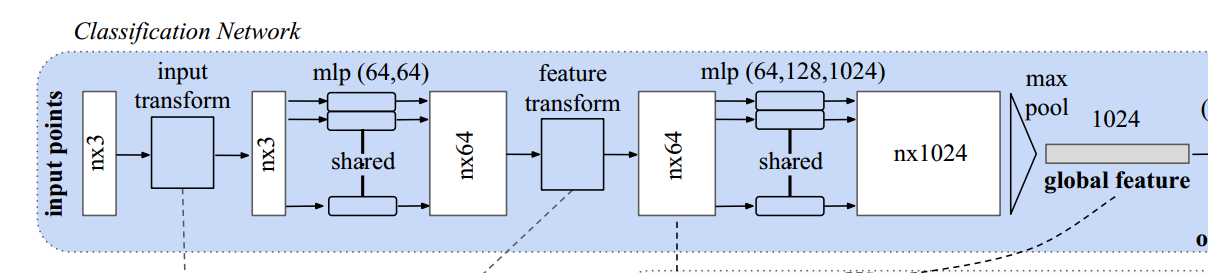 Classification Network
input points
nx3
input
transform
nx3
mlp (64,64)
shared
nx64
feature
transform
nx64
mlp (64,128,1024)
shared
nx1024
max
pool
1024
global feature
(
o